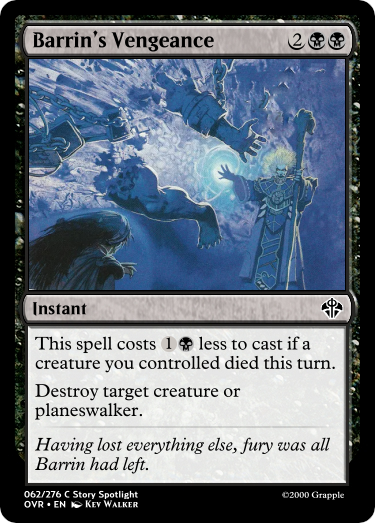 Barrin's Vengeance 2
Instant
This spell costs 1 less to cast if a
creature you controlled died this turn.
Destroy target creature or
planeswalker.
Having lost everything else, fury was all
Barrin had left.
062/276 C Story Spotlight
OVR • EN Kev Walker
©2000 Grapple